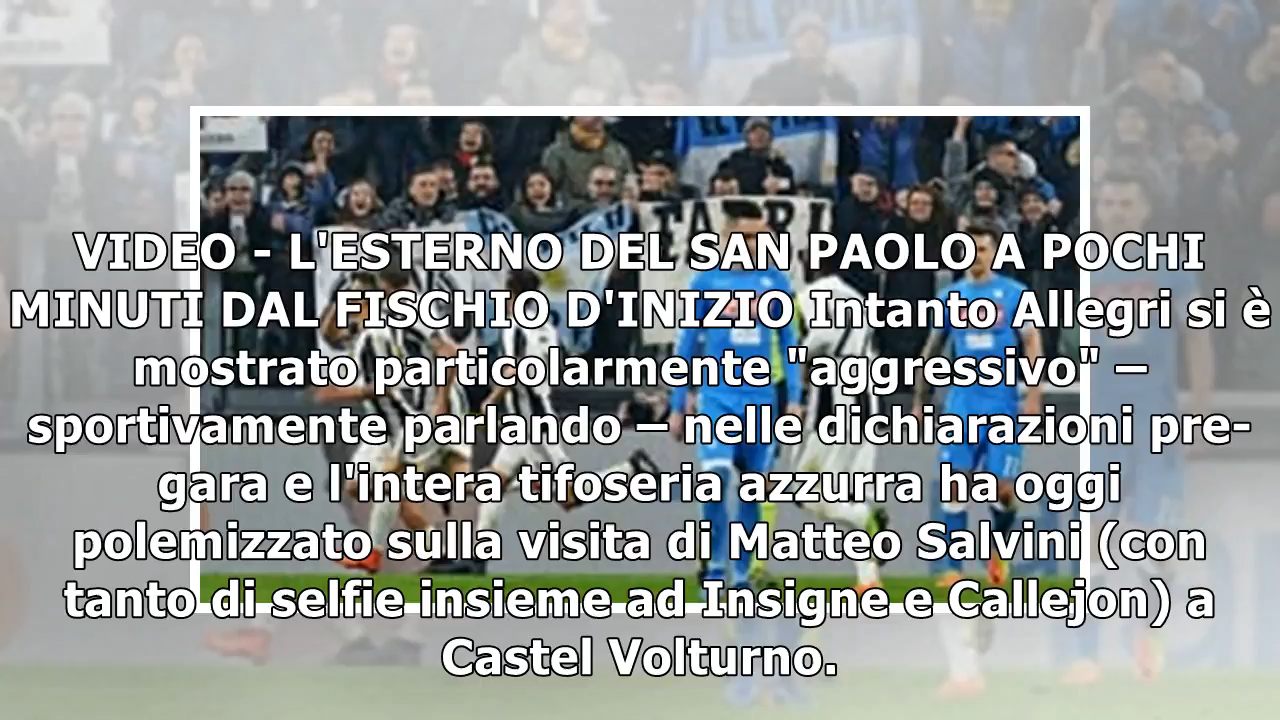 VIDEO - L'ESTERNO DEL SAN PAOLO A POCHI
MINUTI DAL FISCHIO D'INIZIO Intanto Allegri si è
mostrato particolarmente "aggressivo" –
sportivamente parlando – nelle dichiarazioni pre-
gara e l'intera tifoseria azzurra ha oggi
polemizzato sulla visita di Matteo Salvini (con
tanto di selfie insieme ad Insigne e Callejon) a
Castel Volturno.